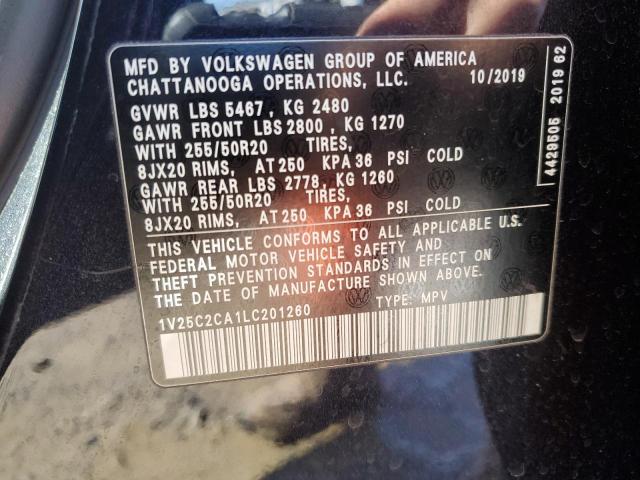 MFD BY VOLKSWAGEN GROUP OF AMERICA
CHATTANOOGA OPERATIONS, LLC. 10/2019
GVWR LBS 5467, KG 2480
GAWR FRONT LBS 2800, KG 1270
WITH 255/50R20 TIRES,
8JX20 RIMS, AT 250 KPA 36 PSI COLD
GAWR REAR LBS 2778, KG 1260
WITH 255/50R20 TIRES,
8JX20 RIMS, AT 250 KPA 36 PSI COLD
THIS VEHICLE CONFORMS TO ALL APPLICABLE U.S.
FEDERAL MOTOR VEHICLE SAFETY AND
THEFT PREVENTION STANDARDS IN EFFECT ON
THE DATE OF MANUFACTURE SHOWN ABOVE.
1V25C2CA1LC201260 TYPE: MPV
4429505 2019 62